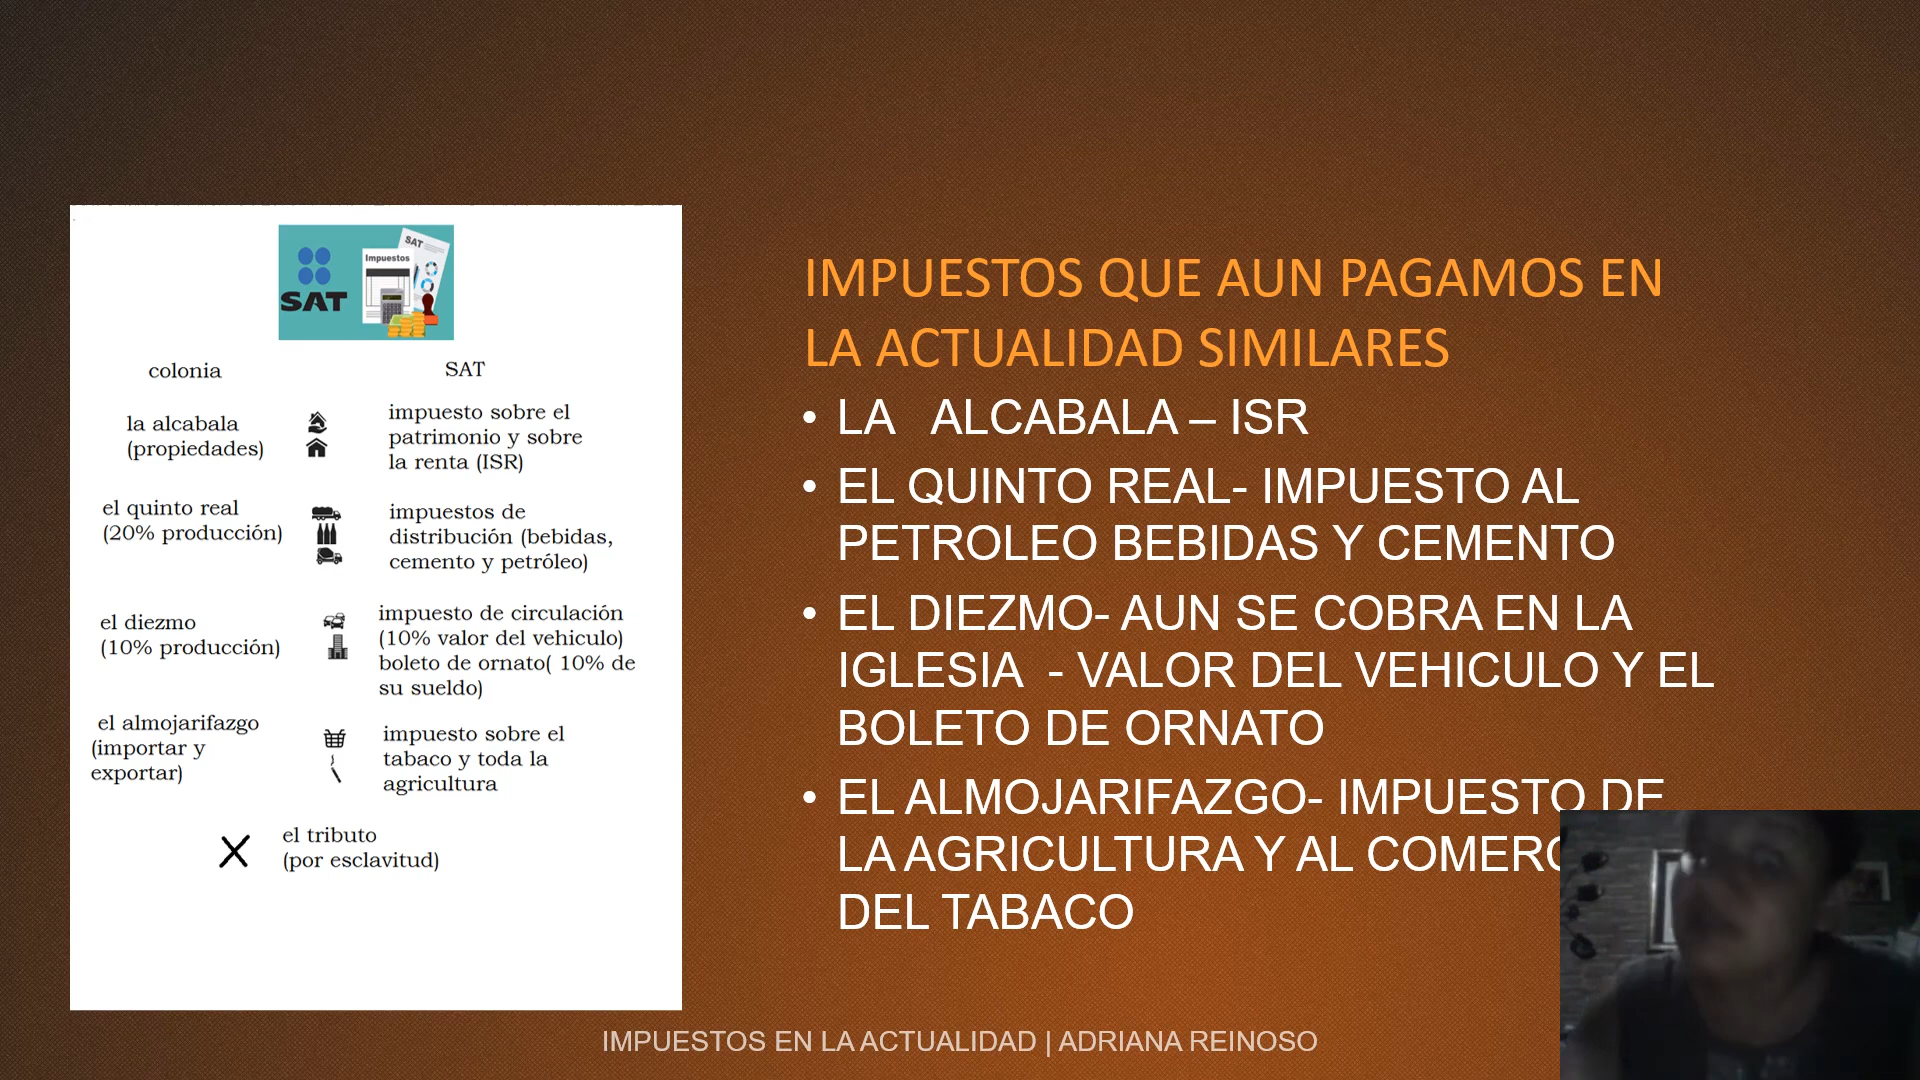 SAT
SAT
Impuestos
colonia
SAT
la alcabala
(propiedades)
impuesto sobre el
patrimonio y sobre
la renta (ISR)
el quinto real
(20% producción)
impuestos de
distribución (bebidas,
cemento y petróleo)
el diezmo
(10% producción)
impuesto de circulación
(10% valor del vehiculo)
boleto de ornato( 10% de
su sueldo)
el almojarifazgo
(importar y
exportar)
impuesto sobre el
tabaco y toda la
agricultura
el tributo
(por esclavitud)
IMPUESTOS QUE AUN PAGAMOS EN
LA ACTUALIDAD SIMILARES
• LA ALCABALA – ISR
• EL QUINTO REAL- IMPUESTO AL
PETROLEO BEBIDAS Y CEMENTO
• EL DIEZMO- AUN SE COBRA EN LA
IGLESIA - VALOR DEL VEHICULO Y EL
BOLETO DE ORNATO
• EL ALMOJARIFAZGO- IMPUESTO DE
LA AGRICULTURA Y AL COMERC
DEL TABACO
IMPUESTOS EN LA ACTUALIDAD | ADRIANA REINOSO